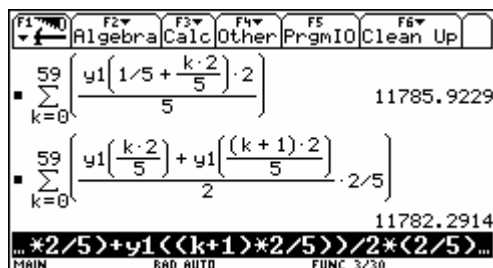 F1 F2 F3 F4 F5 F6
Algebra Calc Other PrgmIO Clean Up
59
∑ ( y1(1/5 + k·2/5)·2 / 5 ) 11785.9229
k=0
59
∑ ( (y1(k·2/5) + y1((k + 1)·2/5)) / 2 · 2/5 )
k=0
11782.2914
…*2/5)+y1((k+1)*2/5))/2*(2/5)…
MAIN RAD AUTO FUNC 3/30